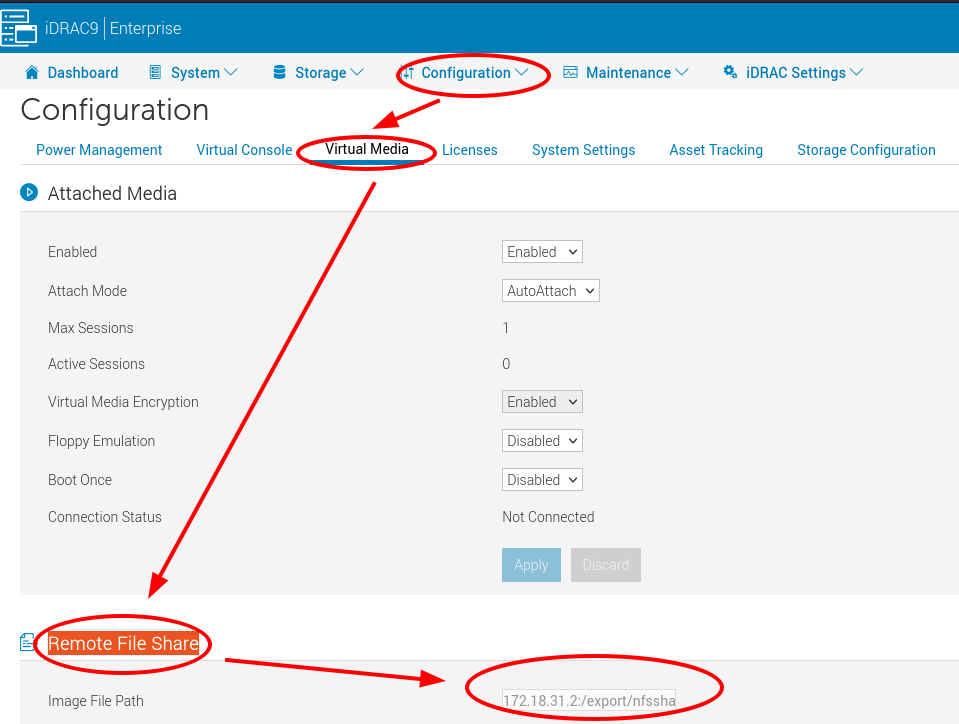 iDRAC9 | Enterprise
Dashboard System Storage Configuration Maintenance iDRAC Settings
Configuration
Power Management Virtual Console Virtual Media Licenses System Settings Asset Tracking Storage Configuration
Attached Media
Enabled Enabled
Attach Mode AutoAttach
Max Sessions 1
Active Sessions 0
Virtual Media Encryption Enabled
Floppy Emulation Disabled
Boot Once Disabled
Connection Status Not Connected
Apply Discard
Remote File Share
Image File Path 172.18.31.2:/export/nfssha